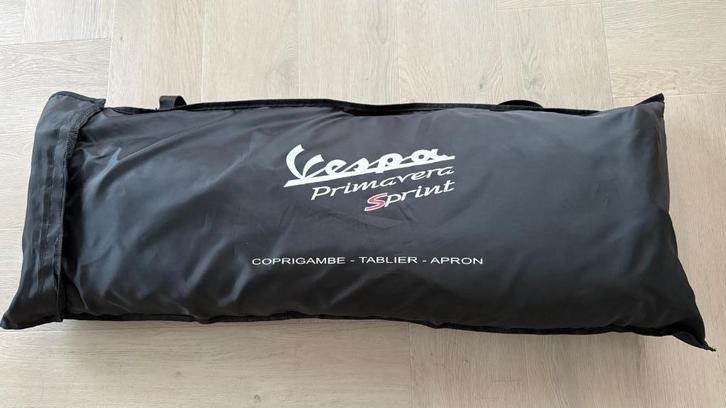 Vespa
Primavera
Sprint
COPRIGAMBE - TABLIER - APRON